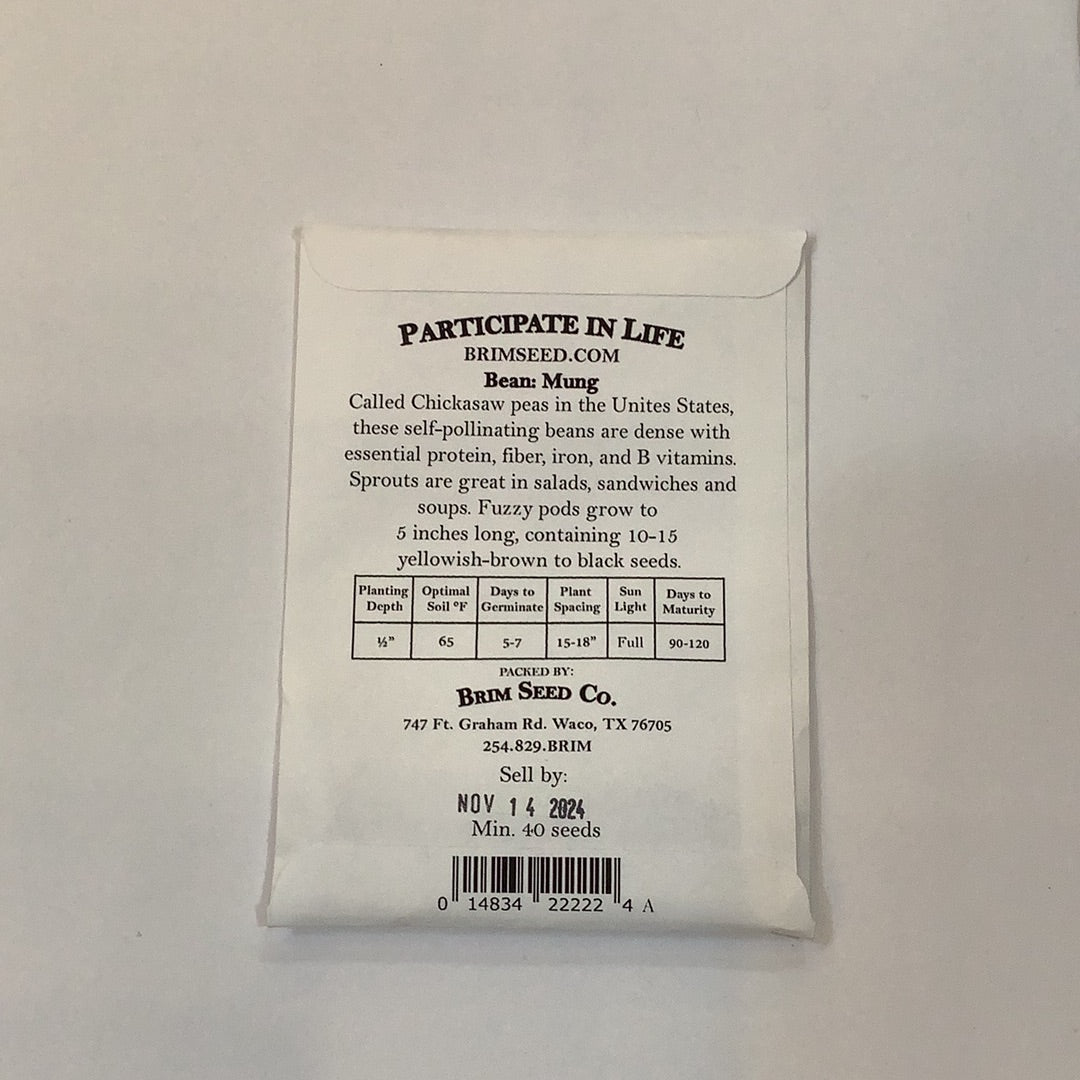 PARTICIPATE IN LIFE
BRIMSEED.COM
Bean: Mung
Called Chickasaw peas in the Unites States,
these self-pollinating beans are dense with
essential protein, fiber, iron, and B vitamins.
Sprouts are great in salads, sandwiches and
soups. Fuzzy pods grow to
5 inches long, containing 10-15
yellowish-brown to black seeds.
Planting Depth Optimal Soil ºF Days to Germinate Plant Spacing Sun Light Days to Maturity
½” 65 5-7 15-18” Full 90-120
PACKED BY:
BRIM SEED CO.
747 Ft. Graham Rd. Waco, TX 76705
254.829.BRIM
Sell by:
NOV 14 2024
Min. 40 seeds
0 14834 22222 4 A